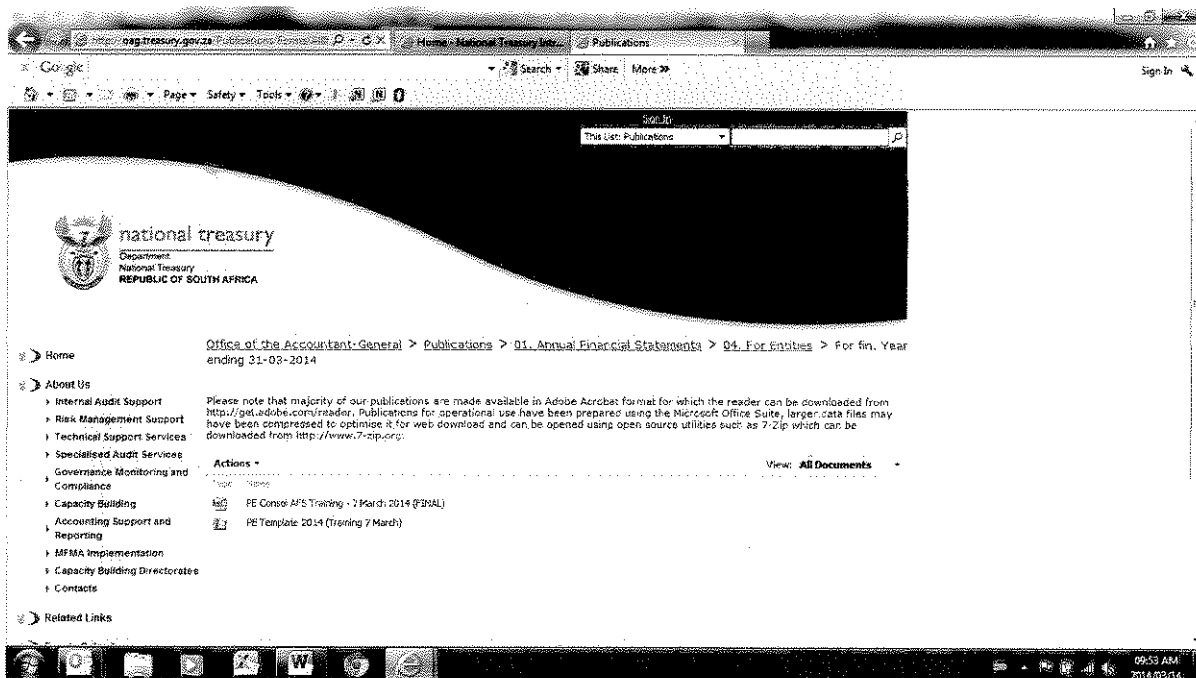 oag.treasury.gov.za
Home - National Treasury Intr...
Publications
Google
Search
Share
More >>
Sign In
Page
Safety
Tools
Sign In
This List: Publications
national treasury
Department:
National Treasury
REPUBLIC OF SOUTH AFRICA
Office of the Accountant-General > Publications > 01. Annual Financial Statements > 04. For Entities > For fin. Year
ending 31-03-2014
Home
About Us
Internal Audit Support
Risk Management Support
Technical Support Services
Specialised Audit Services
Governance Monitoring and
Compliance
Capacity Building
Accounting Support and
Reporting
MFMA Implementation
Capacity Building Directorates
Contacts
Related Links
Please note that majority of our publications are made available in Adobe Acrobat format for which the reader can be downloaded from
http://get.adobe.com/reader. Publications for operational use have been prepared using the Microsoft Office Suite, larger data files may
have been compressed to optimise it for web download and can be opened using open source utilities such as 7-Zip which can be
downloaded from http://www.7-zip.org.
Actions
View: All Documents
Type Name
PE Consol AFS Training - 7 March 2014 (FINAL)
PE Template 2014 (Training 7 March)
09:53 AM
2014/03/14